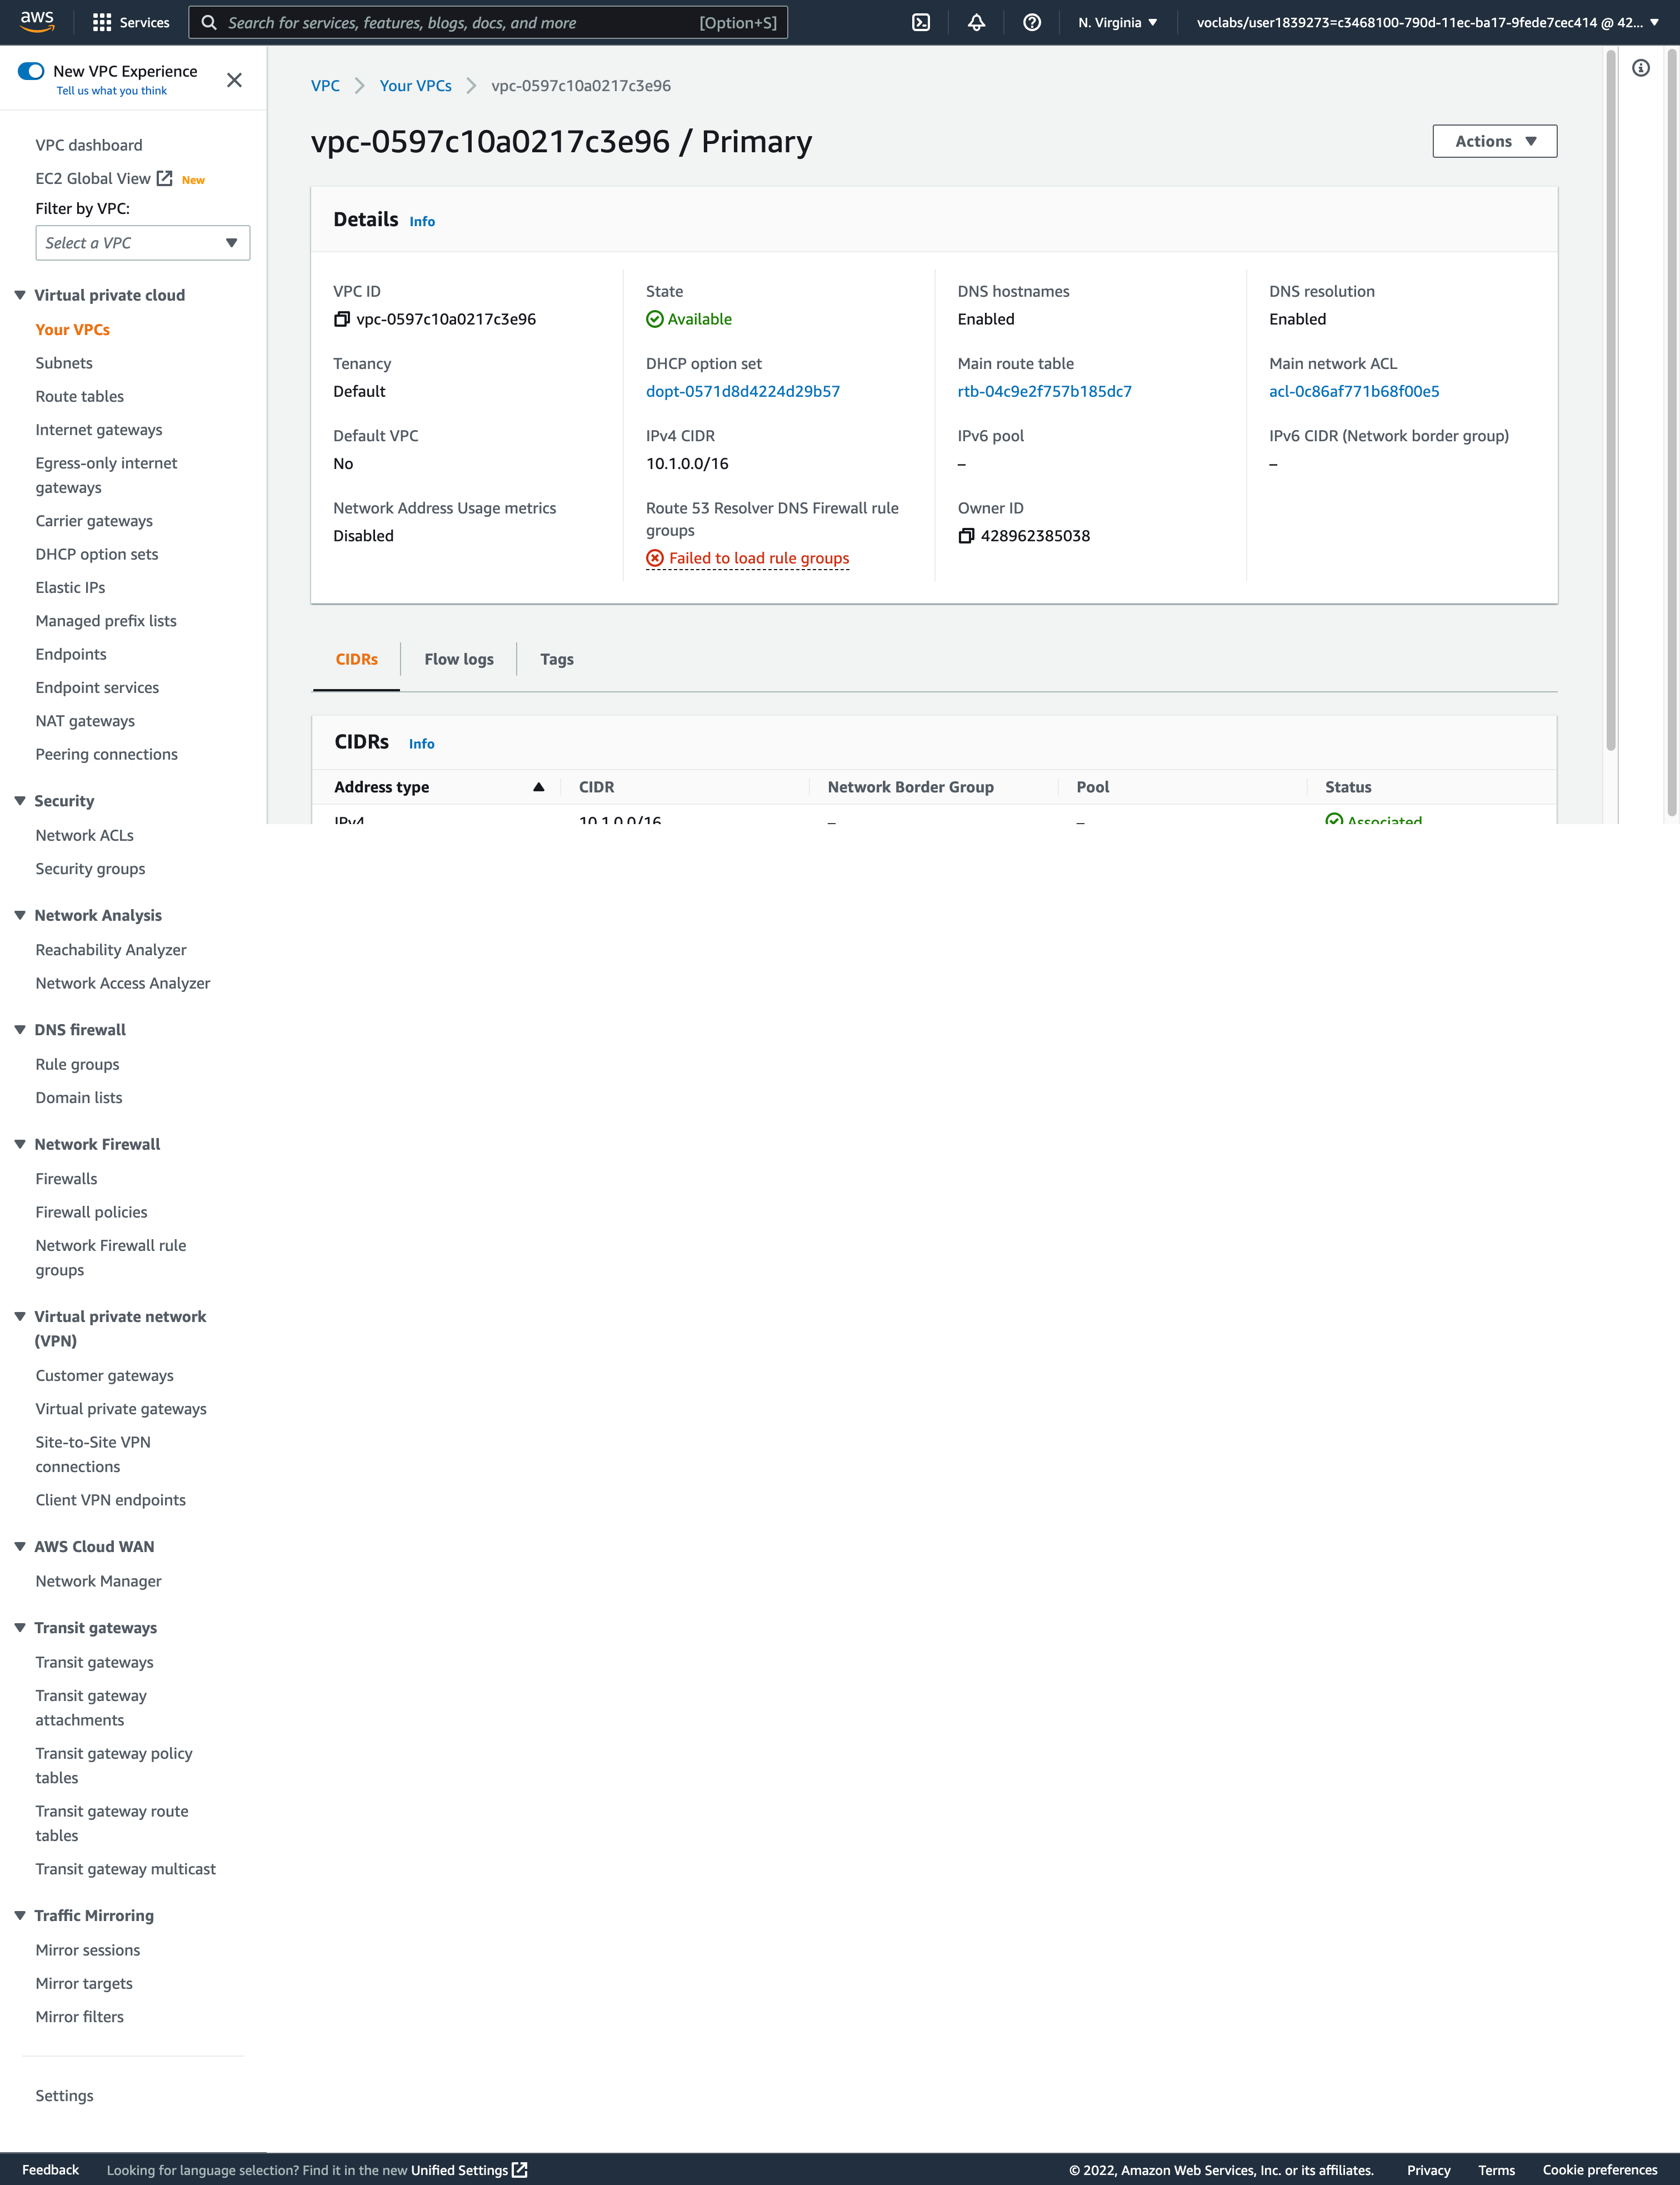 aws
Services
Search for services, features, blogs, docs, and more
[Option+S]
N. Virginia
voclabs/user1839273=c3468100-790d-11ec-ba17-9fede7cec414 @ 42...
New VPC Experience
Tell us what you think
VPC dashboard
EC2 Global View New
Filter by VPC:
Select a VPC
Virtual private cloud
Your VPCs
Subnets
Route tables
Internet gateways
Egress-only internet
gateways
Carrier gateways
DHCP option sets
Elastic IPs
Managed prefix lists
Endpoints
Endpoint services
NAT gateways
Peering connections
Security
Network ACLs
Security groups
Network Analysis
Reachability Analyzer
Network Access Analyzer
DNS firewall
Rule groups
Domain lists
Network Firewall
Firewalls
Firewall policies
Network Firewall rule
groups
Virtual private network
(VPN)
Customer gateways
Virtual private gateways
Site-to-Site VPN
connections
Client VPN endpoints
AWS Cloud WAN
Network Manager
Transit gateways
Transit gateways
Transit gateway
attachments
Transit gateway policy
tables
Transit gateway route
tables
Transit gateway multicast
Traffic Mirroring
Mirror sessions
Mirror targets
Mirror filters
Settings
VPC
Your VPCs
vpc-0597c10a0217c3e96
vpc-0597c10a0217c3e96 / Primary
Actions
Details Info
VPC ID
vpc-0597c10a0217c3e96
State
Available
DNS hostnames
Enabled
DNS resolution
Enabled
Tenancy
Default
DHCP option set
dopt-0571d8d4224d29b57
Main route table
rtb-04c9e2f757b185dc7
Main network ACL
acl-0c86af771b68f00e5
Default VPC
No
IPv4 CIDR
10.1.0.0/16
IPv6 pool
–
IPv6 CIDR (Network border group)
–
Network Address Usage metrics
Disabled
Route 53 Resolver DNS Firewall rule
groups
Failed to load rule groups
Owner ID
428962385038
CIDRs
Flow logs
Tags
CIDRs Info
Address type
CIDR
Network Border Group
Pool
Status
IPv4
10.1.0.0/16
–
–
Associated
Feedback
Looking for language selection? Find it in the new Unified Settings
© 2022, Amazon Web Services, Inc. or its affiliates.
Privacy
Terms
Cookie preferences